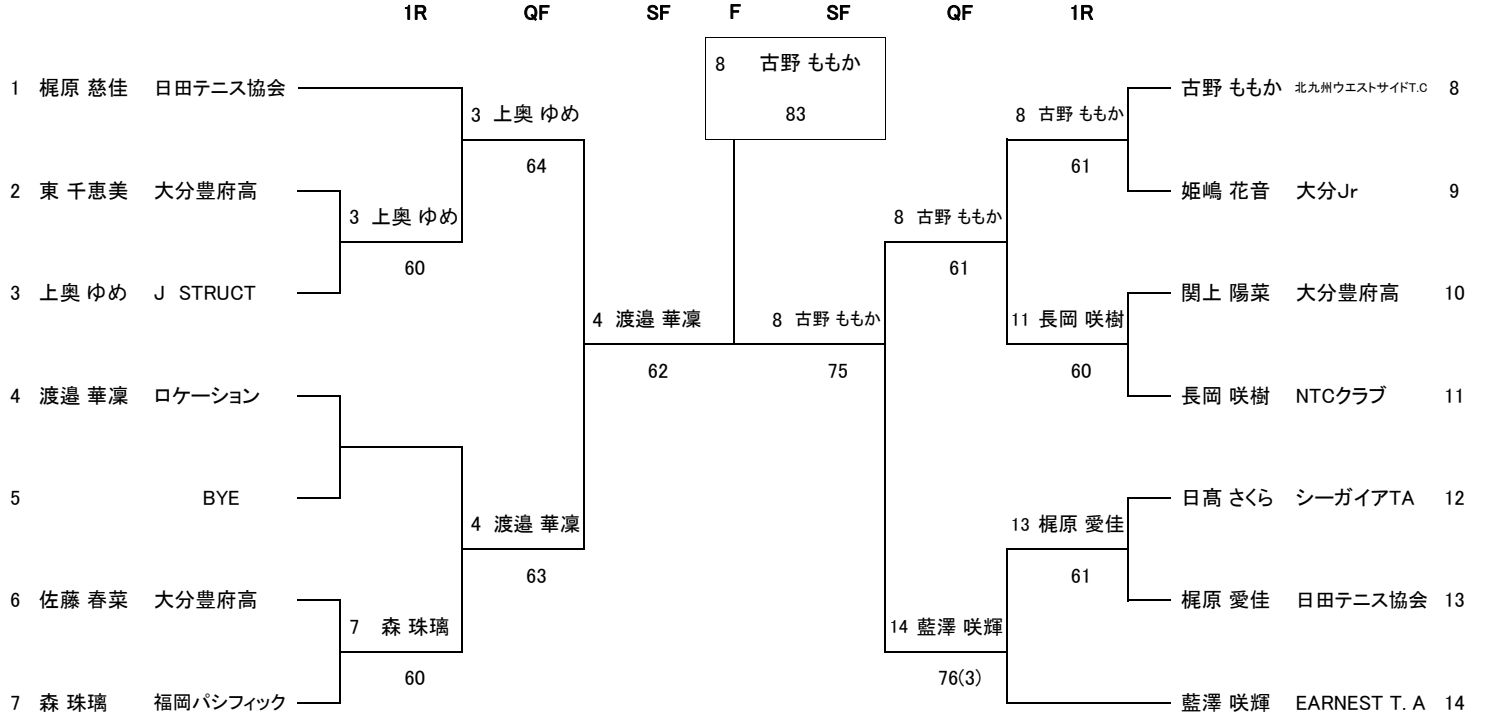 1R QF SF F SF QF 1R
8 古野 ももか
83
1 梶原 慈佳 日田テニス協会
古野 ももか 北九州ウエストサイドT.C 8
3 上奥 ゆめ
8 古野 ももか
64
61
2 東 千恵美 大分豊府高
姫嶋 花音 大分Jr 9
3 上奥 ゆめ
8 古野 ももか
60
61
3 上奥 ゆめ J STRUCT
関上 陽菜 大分豊府高 10
4 渡邉 華凜
8 古野 ももか
11 長岡 咲樹
62
75
60
4 渡邉 華凜 ロケーション
長岡 咲樹 NTCクラブ 11
5 BYE
日髙 さくら シーガイアTA 12
4 渡邉 華凜
13 梶原 愛佳
63
61
6 佐藤 春菜 大分豊府高
梶原 愛佳 日田テニス協会 13
7 森 珠璃
14 藍澤 咲輝
60
76(3)
7 森 珠璃 福岡パシフィック
藍澤 咲輝 EARNEST T. A 14